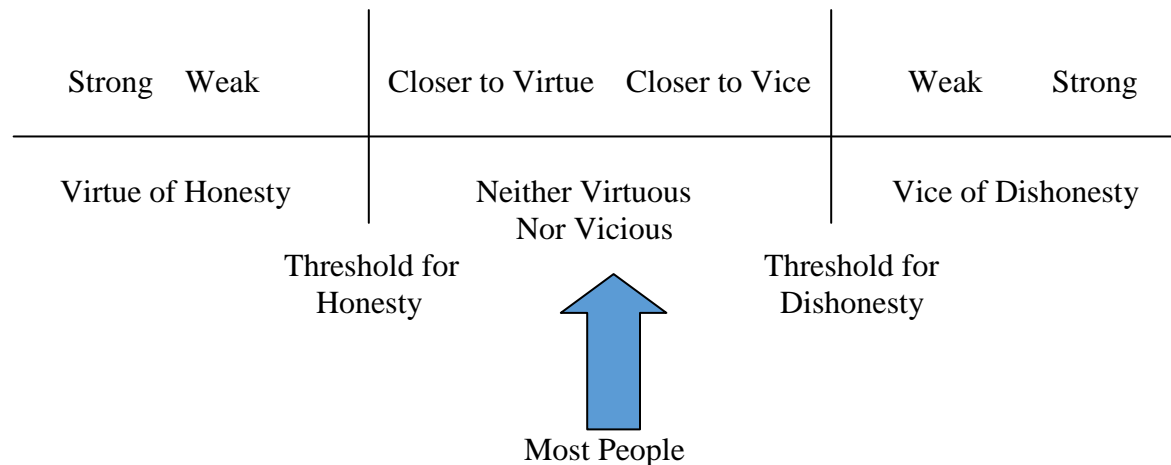 Strong Weak Closer to Virtue Closer to Vice Weak Strong
Virtue of Honesty Neither Virtuous Vice of Dishonesty
Nor Vicious
Threshold for Threshold for
Honesty Dishonesty
Most People